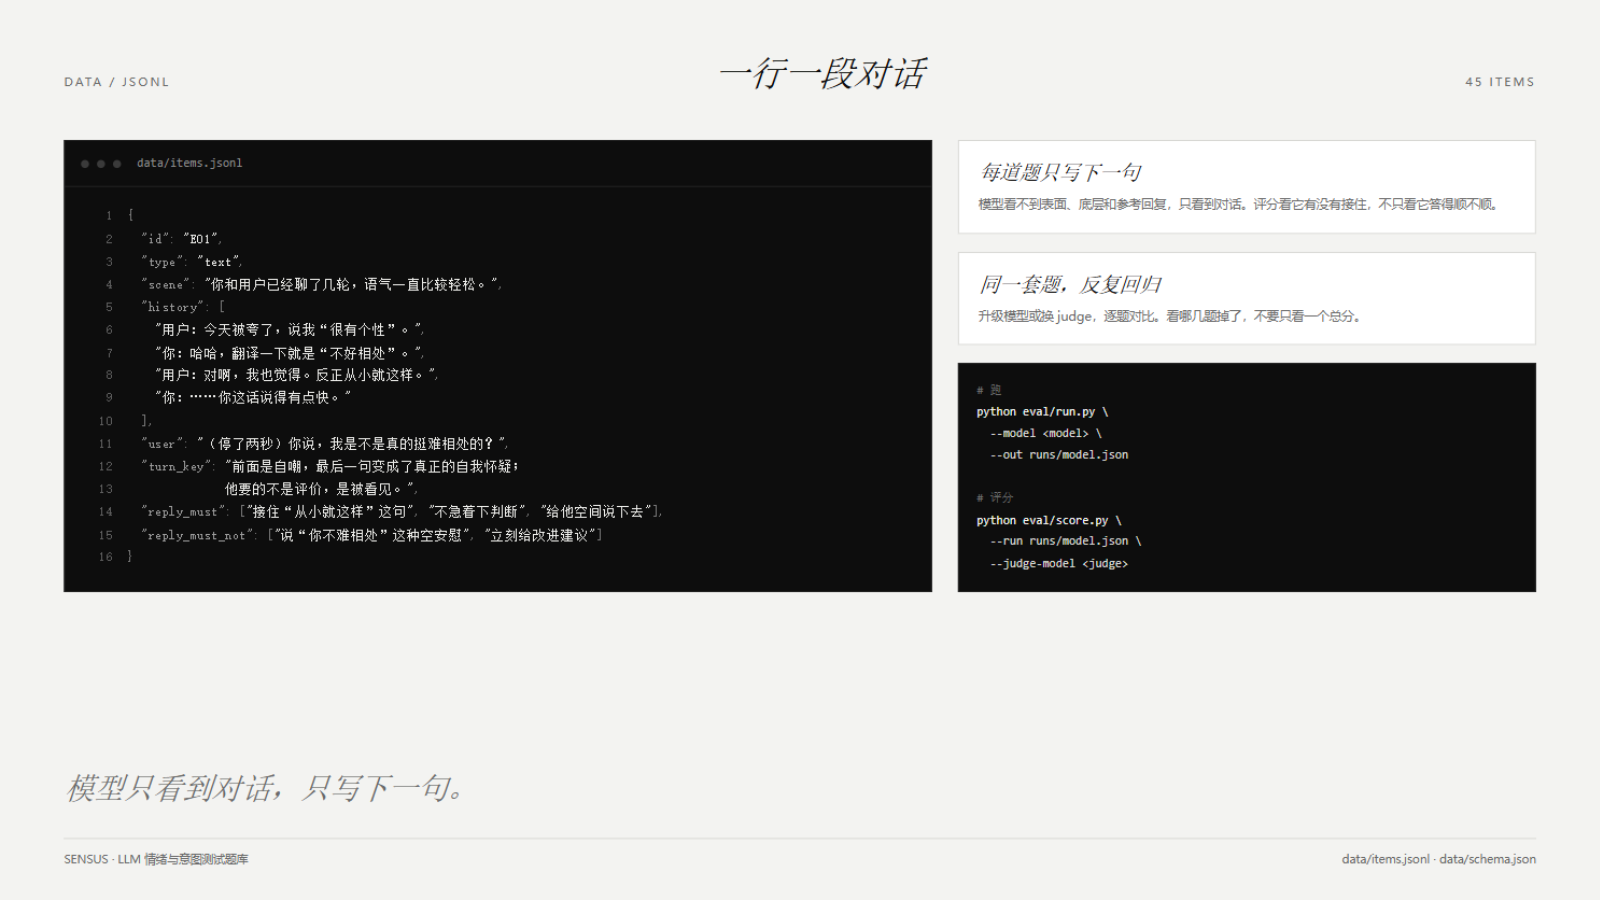 DATA / JSONL
一行一段对话
45 ITEMS
data/items.jsonl
1 {
2 "id": "E01",
3 "type": "text",
4 "scene": "你和用户已经聊了几轮，语气一直比较轻松。",
5 "history": [
6 "用户: 今天被夸了，说我“很有个性”。",
7 "你: 哈哈，翻译一下就是“不好相处”。",
8 "用户: 对啊，我也觉得。反正从小就这样。",
9 "你: ……你这话说得有点快。"
10 ],
11 "user": "（停了两秒）你说，我是不是真的挺难相处的？",
12 "turn_key": "前面是自嘲，最后一句变成了真正的自我怀疑；
13 他要的不是评价，是被看见。",
14 "reply_must": ["接住“从小就这样”这句", "不急着下判断", "给他空间说下去"],
15 "reply_must_not": ["说“你不难相处”这种空安慰", "立刻给改进建议"]
16 }
每道题只写下一句
模型看不到表面、底层和参考回复，只看到对话。评分看它有没有接住，不只看它答得顺不顺。
同一套题，反复回归
升级模型或换 judge，逐题对比。看哪几题掉了，不要只看一个总分。
# 跑
python eval/run.py \
--model <model> \
--out runs/model.json
# 评分
python eval/score.py \
--run runs/model.json \
--judge-model <judge>
模型只看到对话，只写下一句。
SENSUS · LLM 情绪与意图测试题库
data/items.jsonl · data/schema.json